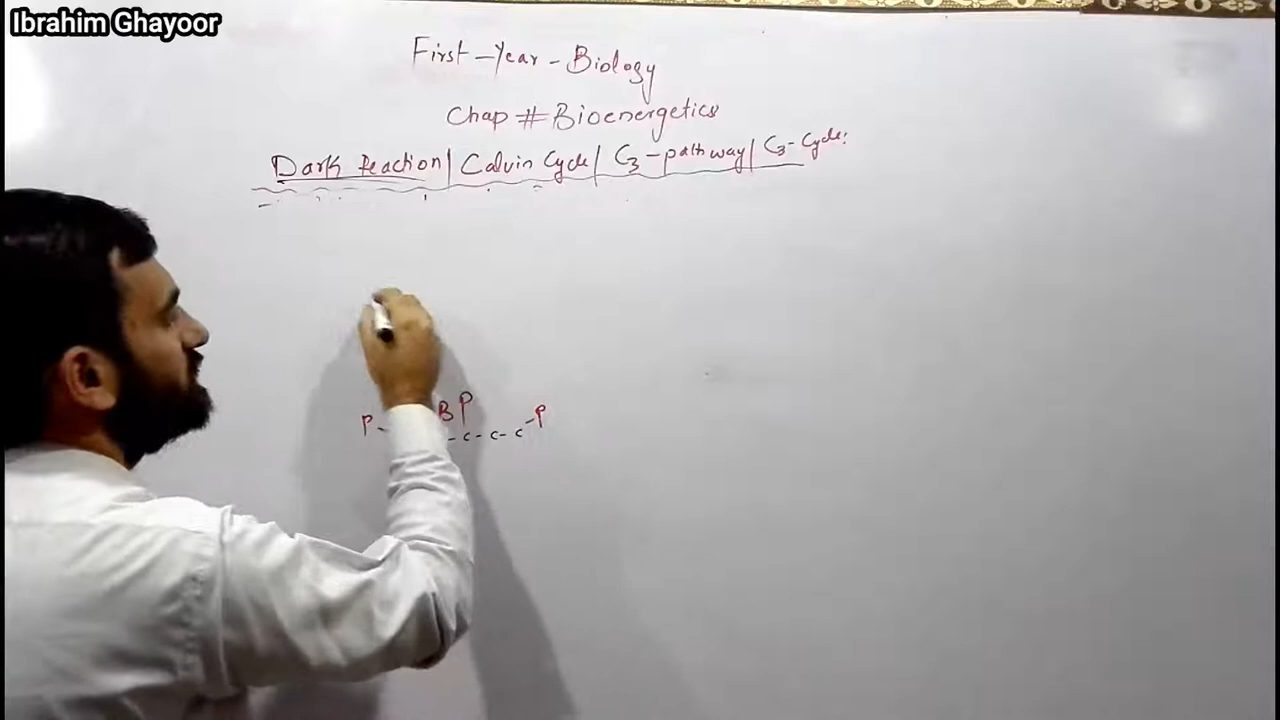 Ibrahim Ghayoor
First-Year-Biology
Chap # Bioenergetics
Dark Reaction/ Calvin Cycle/ C3-pathway/ C3-Cycle:
BP
P- -c-c-c-P